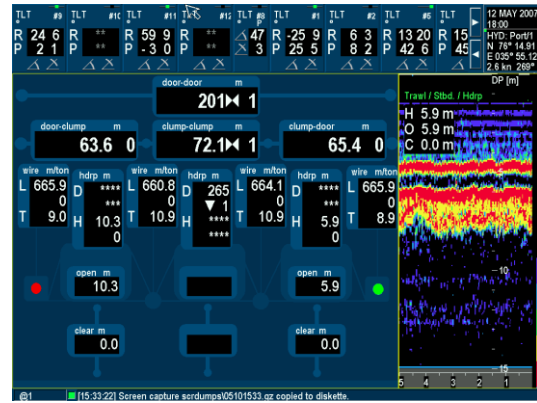 TLT #9 TLT #10 TLT #11 TLT #12 TLT #8 TLT #1 TLT #2 TLT #6 TLT
R 24 6 R ** R 59 9 R ** 47 R -25 9 R 6 3 R 13 20 R 15
P 2 1 P ** P -3 0 P ** 3 P 25 5 P 8 2 P 42 6 P 45
12 MAY 2007
18:00
HYD: Port/1
N 76° 14.91
E 035° 55.12
2.6 kn 269°
DP [m]
door-door m
201 1
door-clump m clump-clump m clump-door m
63.6 0 72.1 1 65.4 0
wire m/ton hdrp m wire m/ton hdrp m wire m/ton hdrp m wire m/ton
L 665.9 D **** L 660.8 D 265 L 664.1 D **** L 665.9
0 *** 0 ▼ 1 0 *** 0
T 9.0 H 10.3 T 10.9 H **** T 10.9 H 5.9 T 8.9
0 **** 0
open m open m
10.3 5.9
clear m clear m
0.0 0.0
Trawl / Stbd. / Hdrp
H 5.9 m
O 5.9 m
C 0.0 m
5
10
15
5 4 3 2 1
@1 [15:33:22] Screen capture scrdumps\05101533.gz copied to diskette.